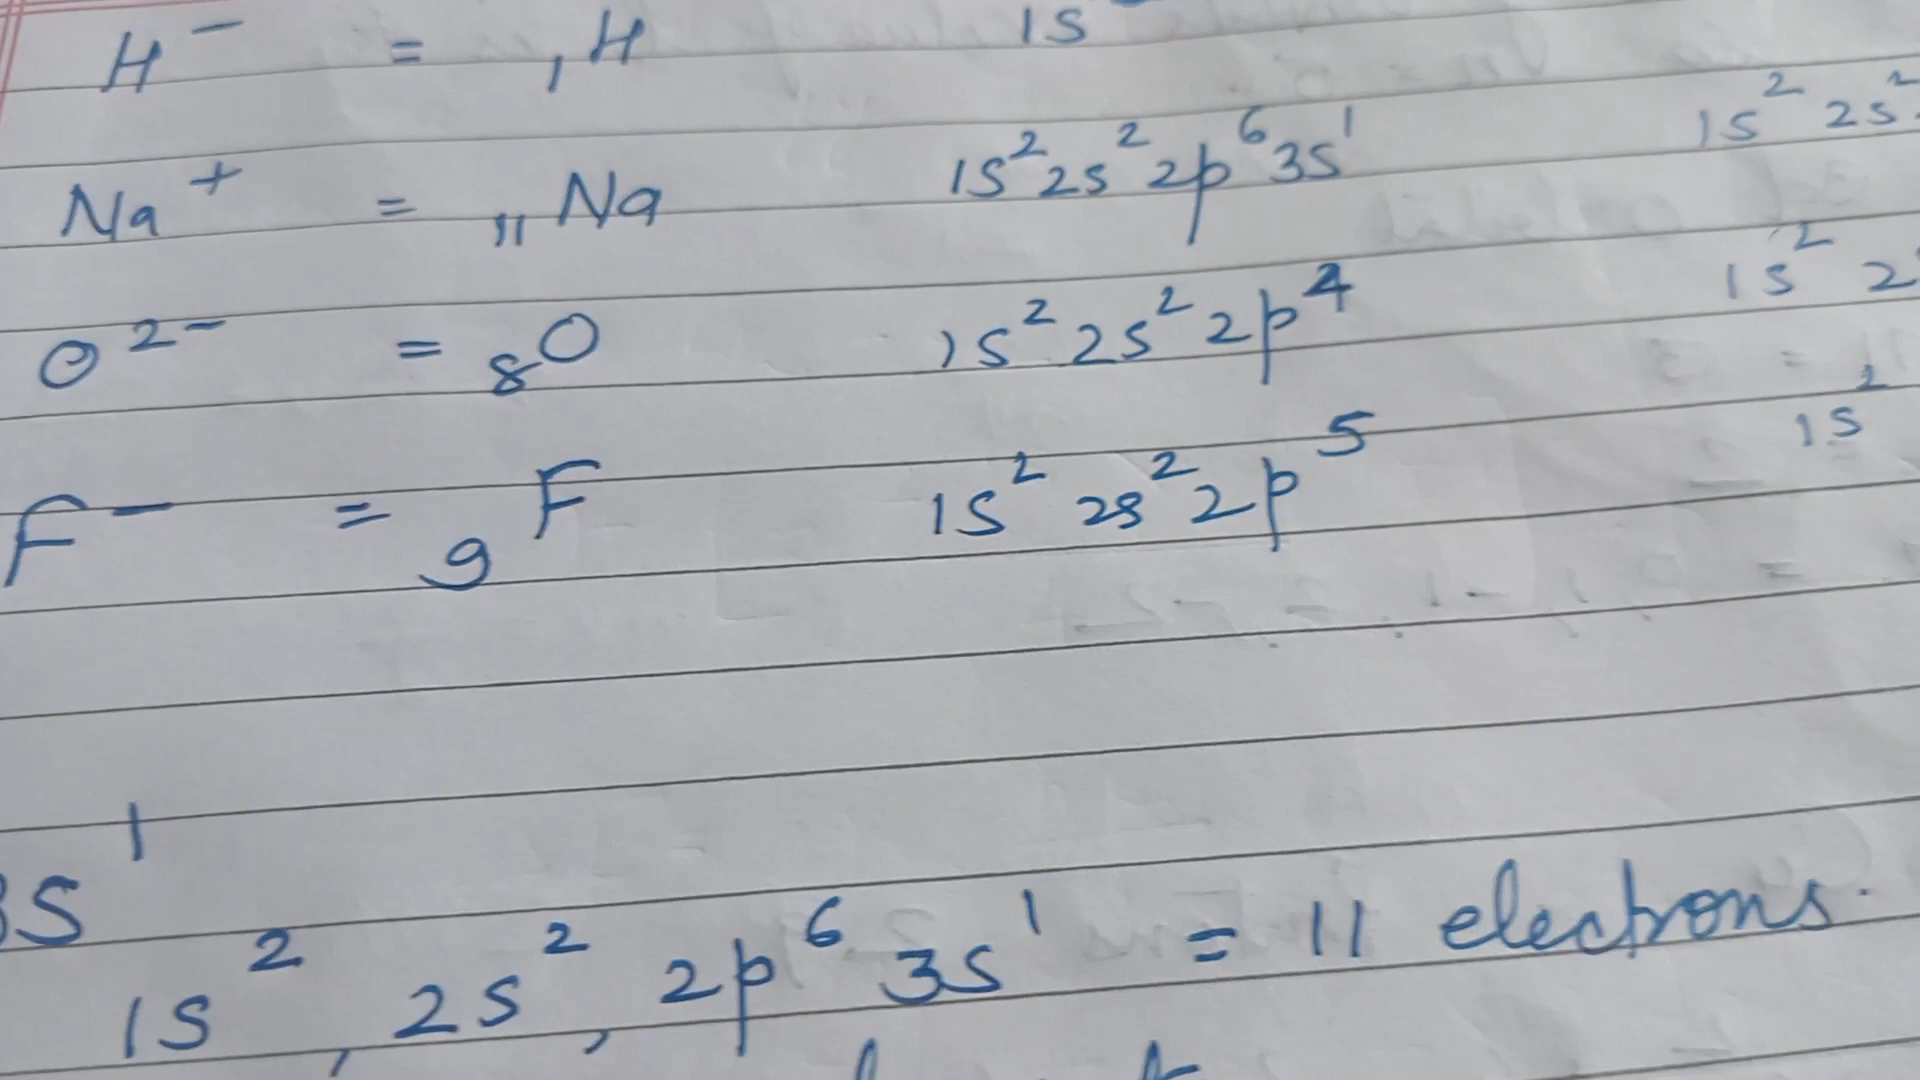 H⁻ = ₁H 1s
Na⁺ = ₁₁Na 1s² 2s² 2p⁶ 3s¹ 1s² 2s²
O²⁻ = ₈O 1s² 2s² 2p⁴ 1s² 2
F⁻ = ₉F 1s² 2s² 2p⁵ 1s²
3s¹
1s², 2s², 2p⁶ 3s¹ = 11 electrons.